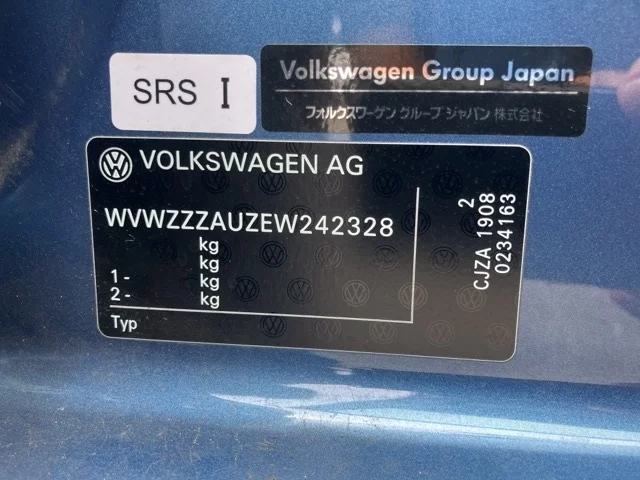 SRS I
Volkswagen Group Japan
フォルクスワーゲン グループ ジャパン 株式会社
VOLKSWAGEN AG
WVWZZZAUZEW242328
kg
kg
1- kg
2- kg
Typ
2
CJZA 1908
0234163